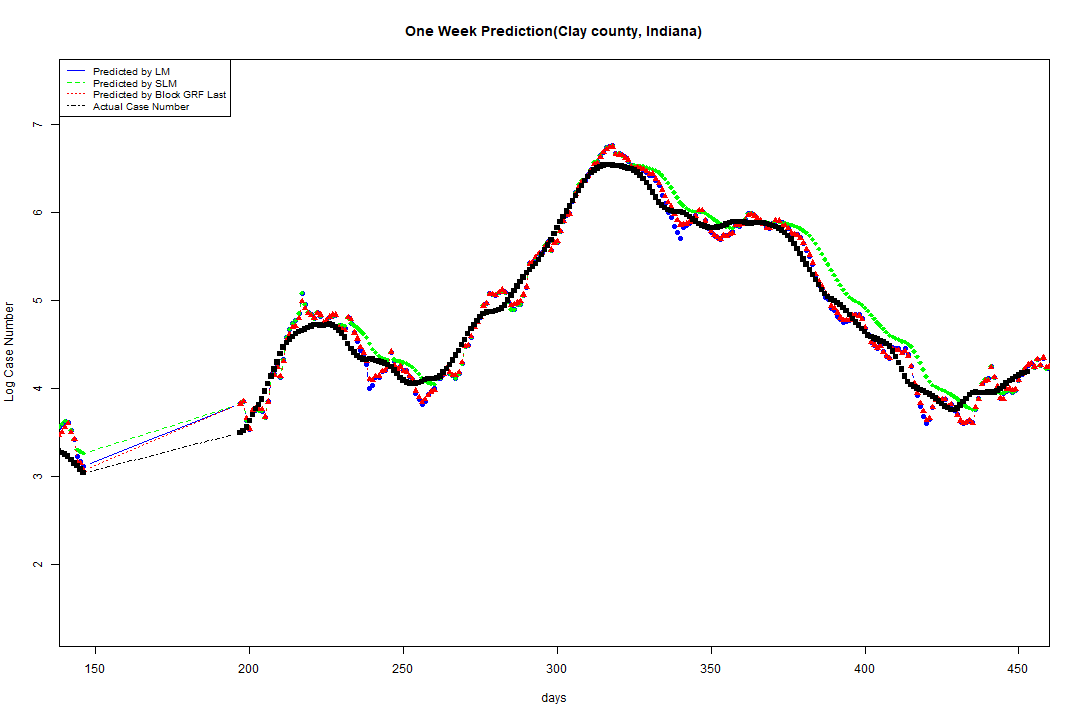 One Week Prediction(Clay county, Indiana)
Predicted by LM
Predicted by SLM
Predicted by Block GRF Last
Actual Case Number
7
6
5
4
3
2
Log Case Number
150 200 250 300 350 400 450
days